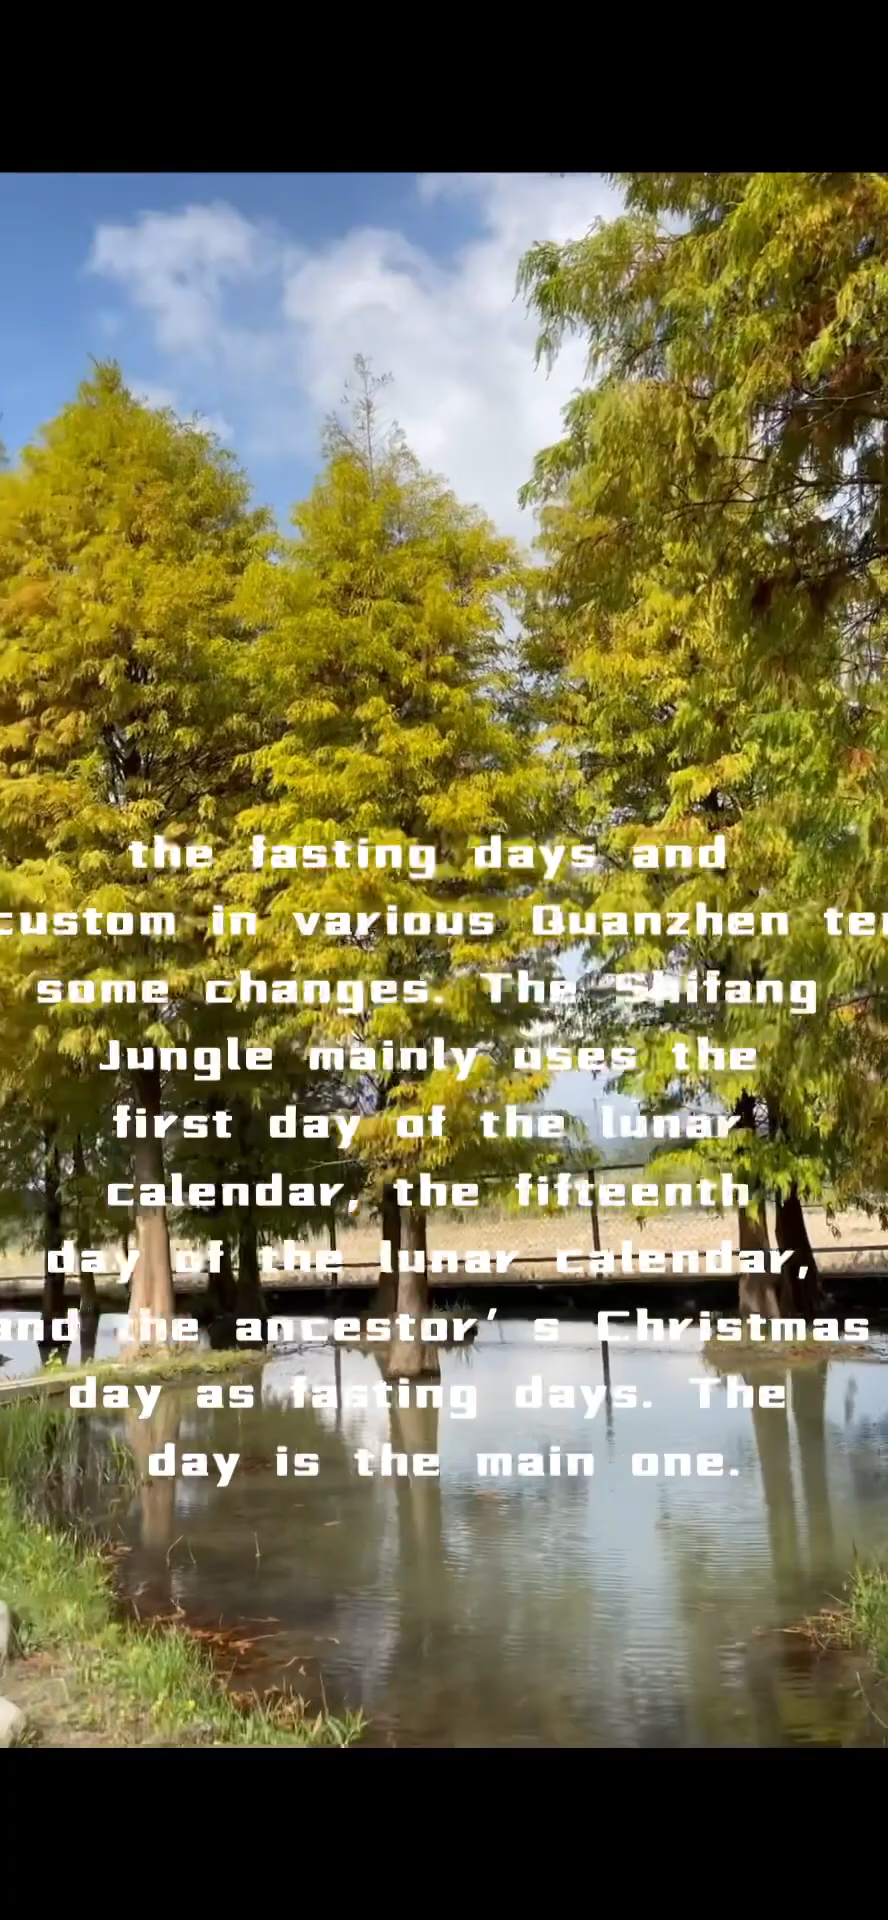 the fasting days and
custom in various Quanzhen
some changes. The Shifang
Jungle mainly uses the
first day of the lunar
calendar, the fifteenth
day of the lunar calendar,
and the ancestor’s Christmas
day as fasting days. The
day is the main one.